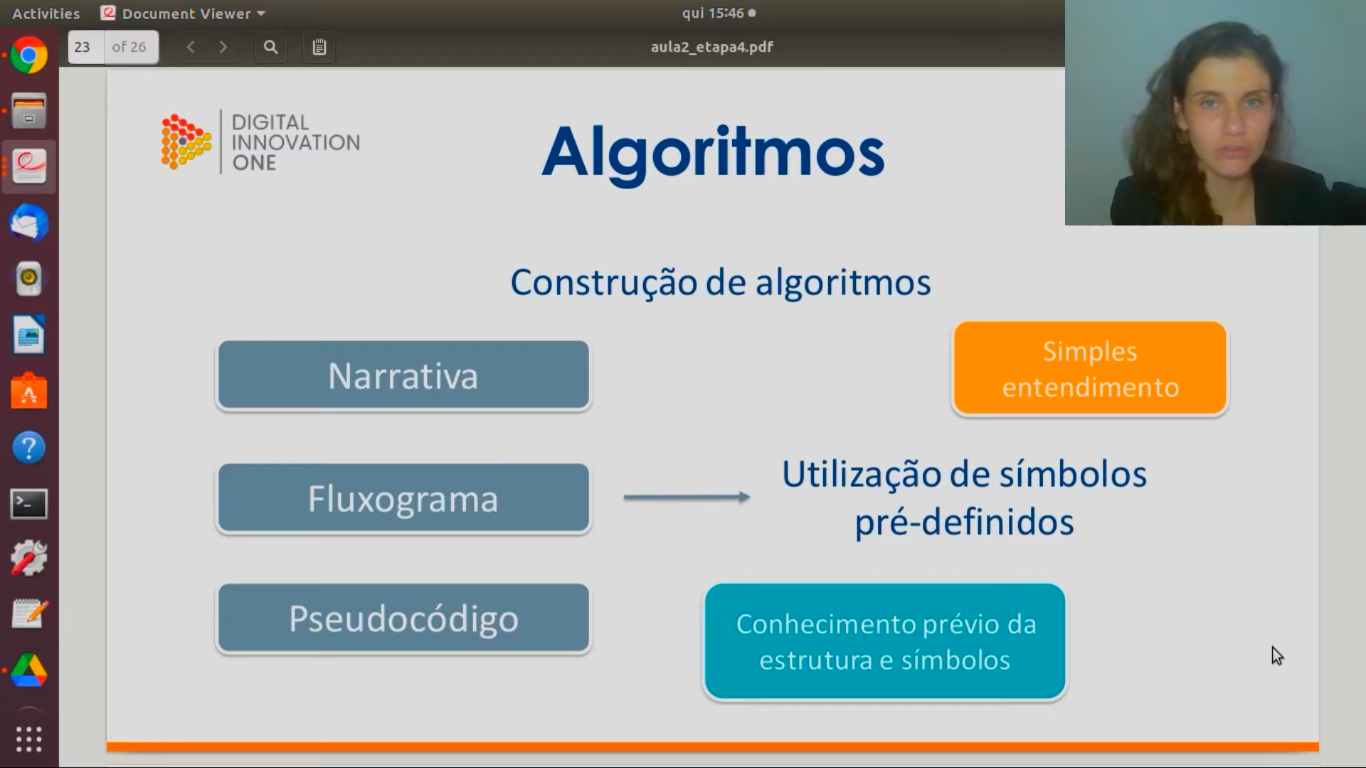 Activities
Document Viewer
qui 15:46
23
of 26
aula2_etapa4.pdf
DIGITAL
INNOVATION
ONE
Algoritmos
Construção de algoritmos
Narrativa
Simples
entendimento
Fluxograma
Utilização de símbolos
pré-definidos
Pseudocódigo
Conhecimento prévio da
estrutura e símbolos